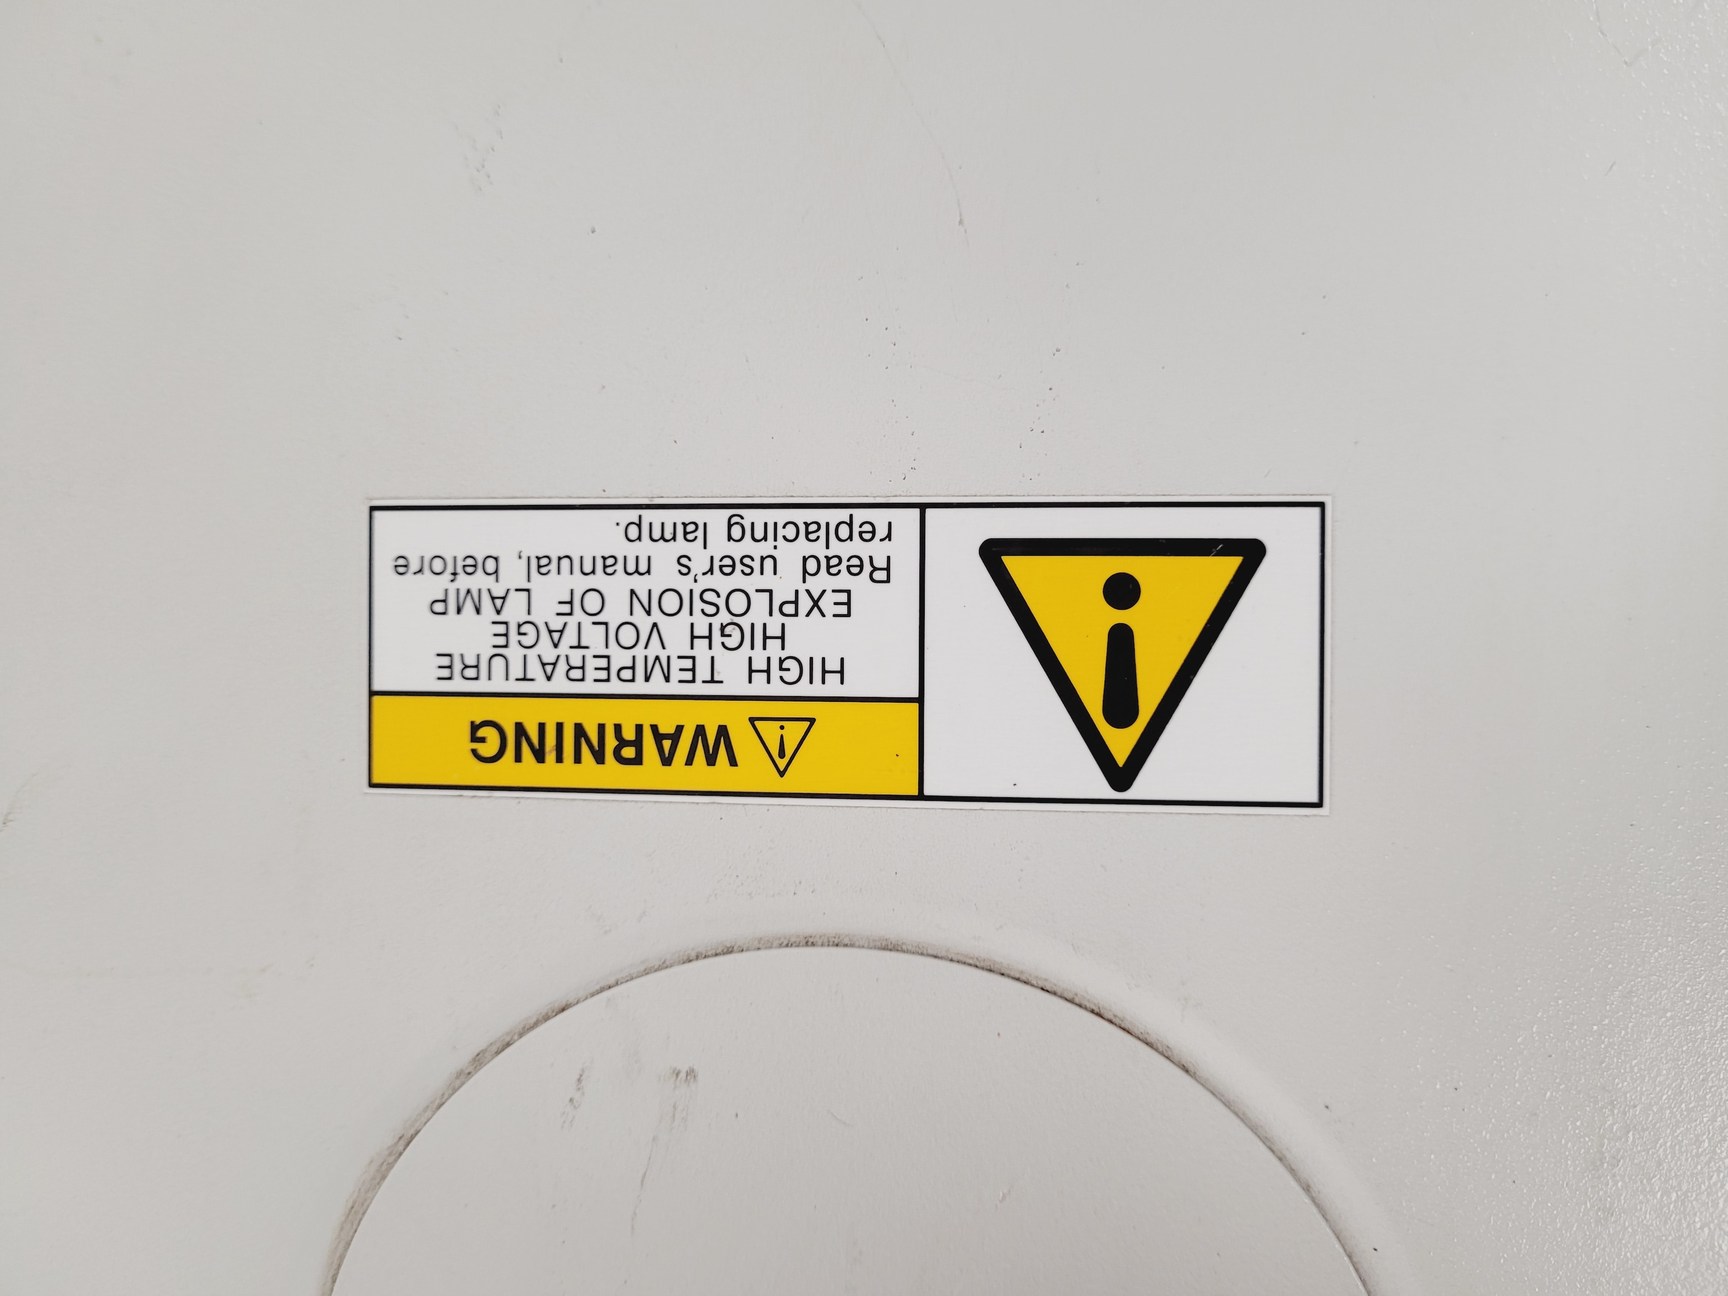 WARNING
HIGH TEMPERATURE
HIGH VOLTAGE
EXPLOSION OF LAMP
Read user's manual, before
replacing lamp.